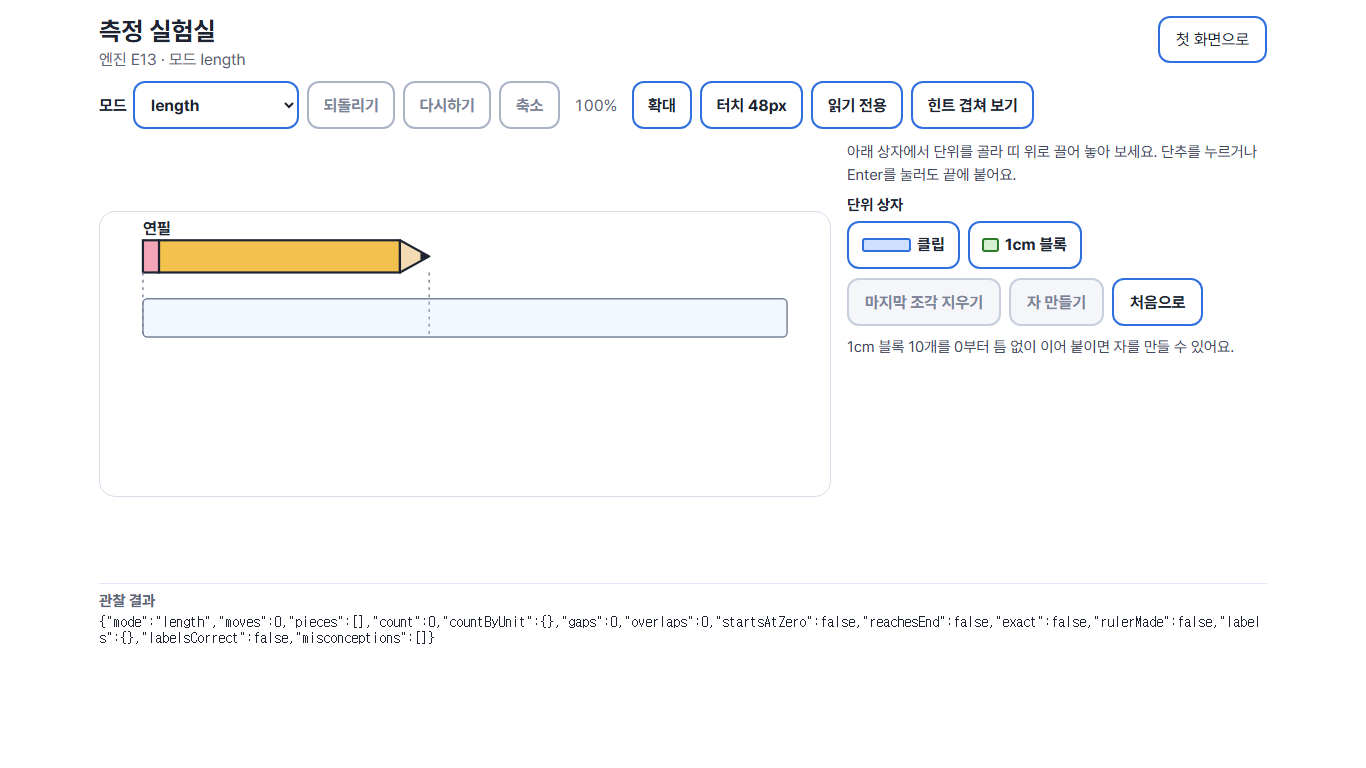 측정 실험실
엔진 E13 · 모드 length
첫 화면으로
모드 length 되돌리기 다시하기 축소 100% 확대 터치 48px 읽기 전용 힌트 겹쳐 보기
아래 상자에서 단위를 골라 띠 위로 끌어 놓아 보세요. 단추를 누르거나
Enter를 눌러도 끝에 붙어요.
단위 상자
연필
클립 1cm 블록
마지막 조각 지우기 자 만들기 처음으로
1cm 블록 10개를 0부터 틈 없이 이어 붙이면 자를 만들 수 있어요.
관찰 결과
{"mode":"length","moves":0,"pieces":[],"count":0,"countByUnit":{},"gaps":0,"overlaps":0,"startsAtZero":false,"reachesEnd":false,"exact":false,"rulerMade":false,"label
s":{},"labelsCorrect":false,"misconceptions":[]}